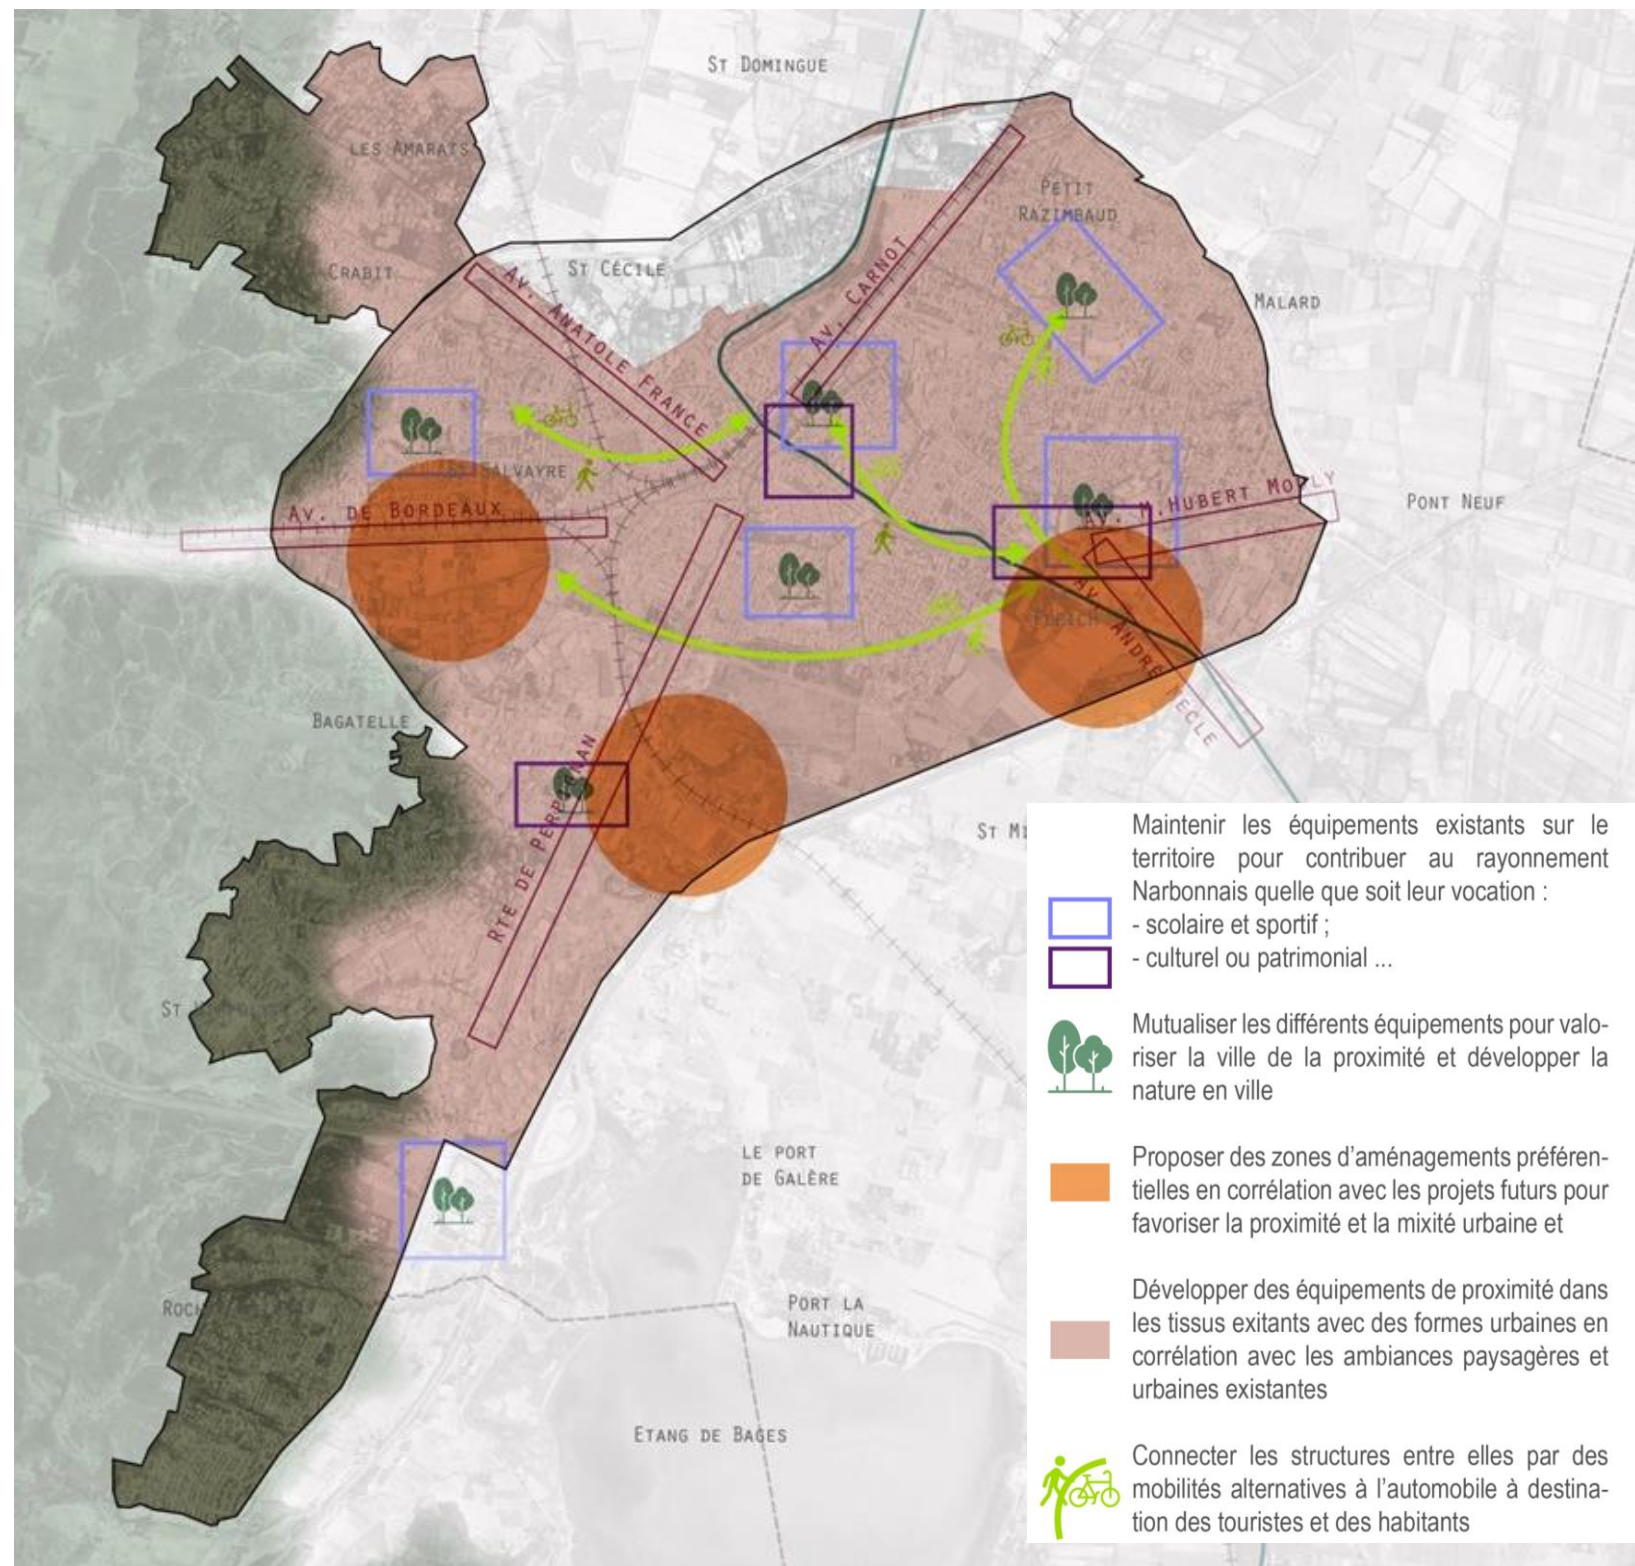 ST DOMINGUE
LES AMARATS
PETIT
RAZIMBAUD
CRABIT
ST CÉCILE
MALARD
AV. ANATOLE FRANCE
AV. CARNOT
AV. DE BORDEAUX
AV. M.HUBERT MOULY
PONT NEUF
AV. ANDRÉ TECLE
BAGATELLE
RTE DE PERPIGNAN
LE PORT
DE GALÈRE
PORT LA
NAUTIQUE
ETANG DE BAGES
Maintenir les équipements existants sur le
territoire pour contribuer au rayonnement
Narbonnais quelle que soit leur vocation :
- scolaire et sportif ;
- culturel ou patrimonial ...
Mutualiser les différents équipements pour valo-
riser la ville de la proximité et développer la
nature en ville
Proposer des zones d'aménagements préféren-
tielles en corrélation avec les projets futurs pour
favoriser la proximité et la mixité urbaine et
Développer des équipements de proximité dans
les tissus exitants avec des formes urbaines en
corrélation avec les ambiances paysagères et
urbaines existantes
Connecter les structures entre elles par des
mobilités alternatives à l'automobile à destina-
tion des touristes et des habitants